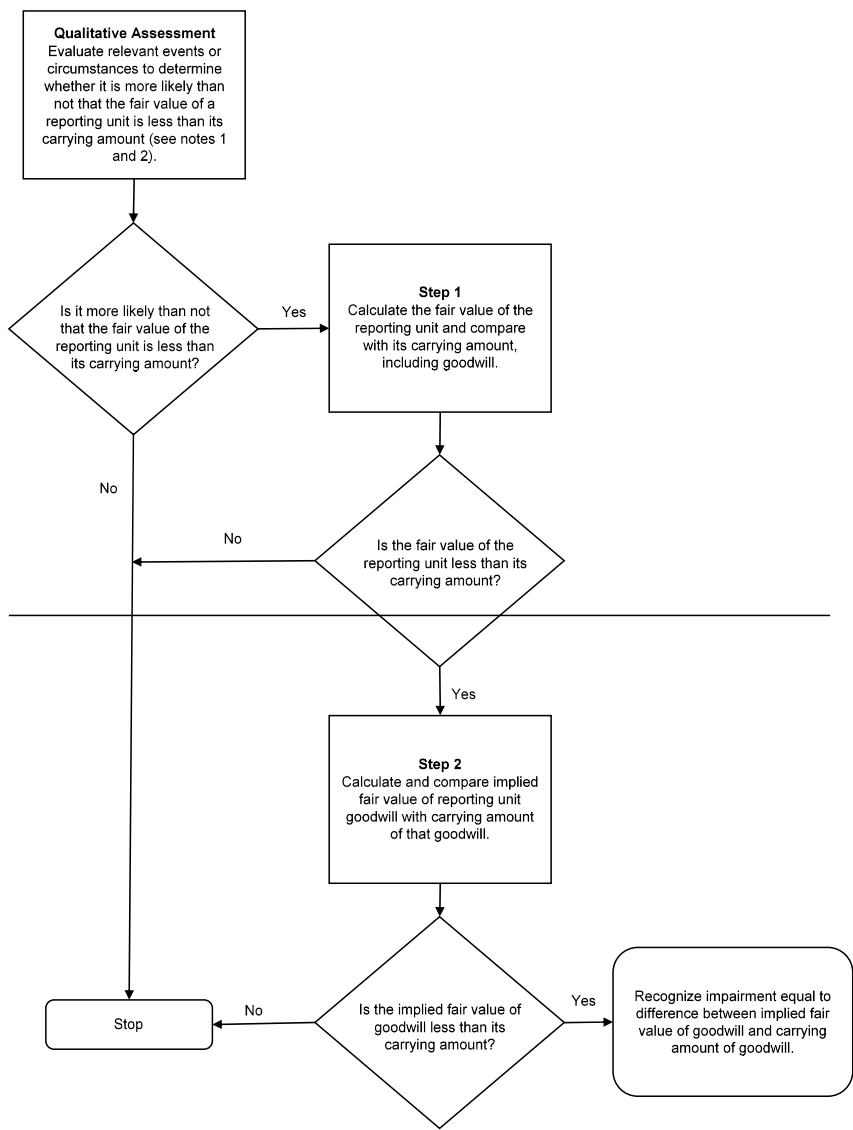 Qualitative Assessment
Evaluate relevant events or
circumstances to determine
whether it is more likely than
not that the fair value of a
reporting unit is less than its
carrying amount (see notes 1
and 2).
Is it more likely than not
that the fair value of the
reporting unit is less than
its carrying amount?
Yes
Step 1
Calculate the fair value of the
reporting unit and compare
with its carrying amount,
including goodwill.
No
No
Is the fair value of the
reporting unit less than its
carrying amount?
Yes
Step 2
Calculate and compare implied
fair value of reporting unit
goodwill with carrying amount
of that goodwill.
Stop
No
Is the implied fair value of
goodwill less than its
carrying amount?
Yes
Recognize impairment equal to
difference between implied fair
value of goodwill and carrying
amount of goodwill.